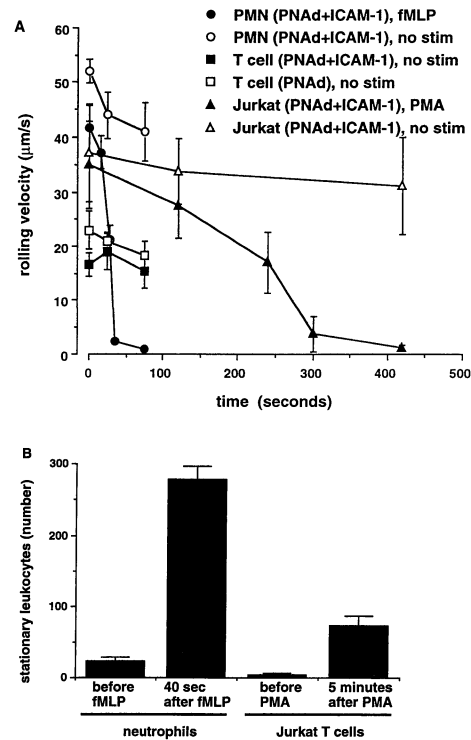 A
PMN (PNAd+ICAM-1), fMLP
PMN (PNAd+ICAM-1), no stim
T cell (PNAd+ICAM-1), no stim
T cell (PNAd), no stim
Jurkat (PNAd+ICAM-1), PMA
Jurkat (PNAd+ICAM-1), no stim
rolling velocity (μm/s)
60
50
40
30
20
10
0
0 100 200 300 400 500
time (seconds)
B
stationary leukocytes (number)
300
200
100
0
before 40 sec before 5 minutes
fMLP after fMLP PMA after PMA
neutrophils Jurkat T cells